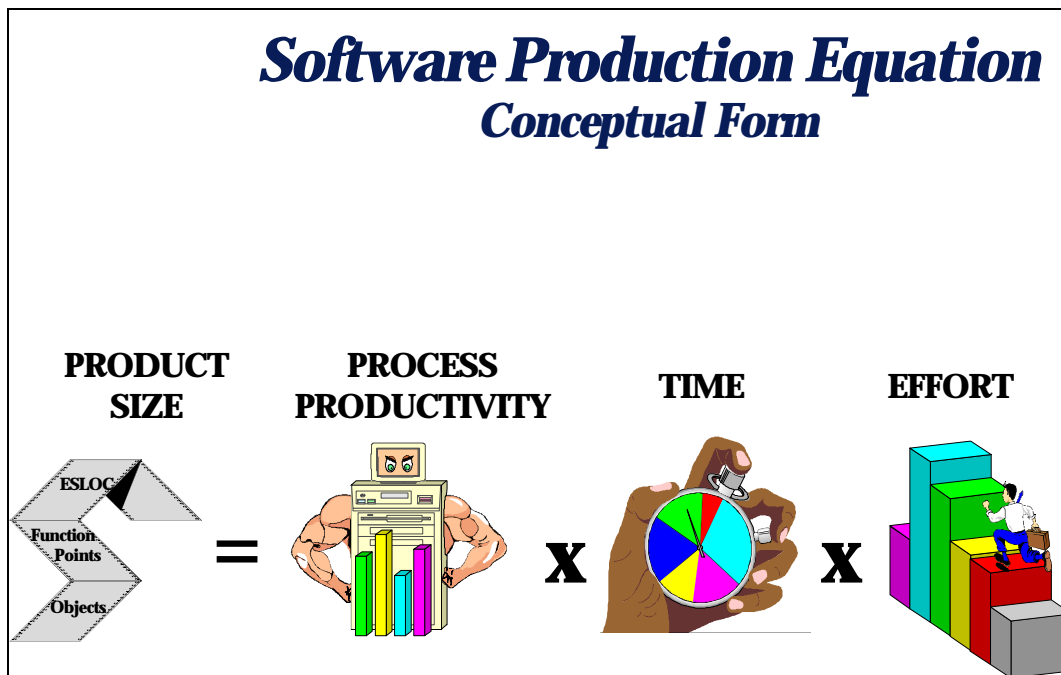 Software Production Equation
Conceptual Form
PRODUCT
SIZE
PROCESS
PRODUCTIVITY
TIME
EFFORT
ESLOC
Function
Points
Objects
=
x
x